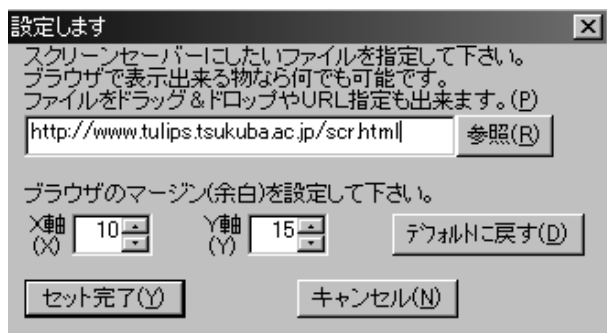 設定します
スクリーンセーバーにしたいファイルを指定して下さい。
ブラウザで表示出来る物なら何でも可能です。
ファイルをドラッグ&ドロップやURL指定も出来ます。(P)
http://www.tulips.tsukuba.ac.jp/scr.html 参照(R)
ブラウザのマージン(余白)を設定して下さい。
X軸(X) 10 Y軸(Y) 15 デフォルトに戻す(D)
セット完了(Y) キャンセル(N)